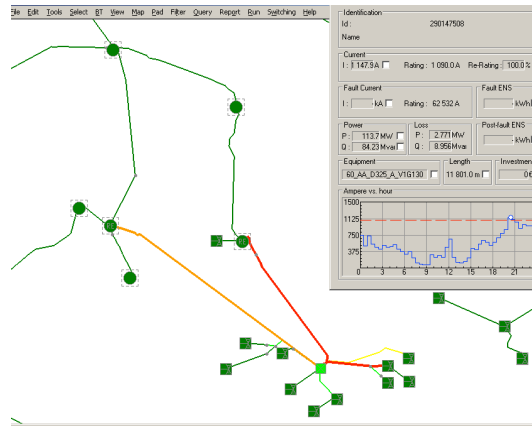 File Edit Tools Select BT View Map Pad Filter Query Report Run Switching Help
Identification
Id : 290147508
Name
Current
I : 1 147.9 A Rating : 1 090.0 A Re-Rating : 100.0 %
Fault Current
I : - kA Rating : 62 532 A
Fault ENS
- kWh
Power
P : 113.7 MW
Q : 84.23 Mvar
Loss
P : 2.771 MW
Q : 8.956 Mvar
Post-fault ENS
- kWh
Equipment
60_AA_D325_A_V1G130
Length
11 801.0 m
Investment
0 €
Ampere vs. hour
1500
1125
750
375
0 3 6 9 12 15 18 21